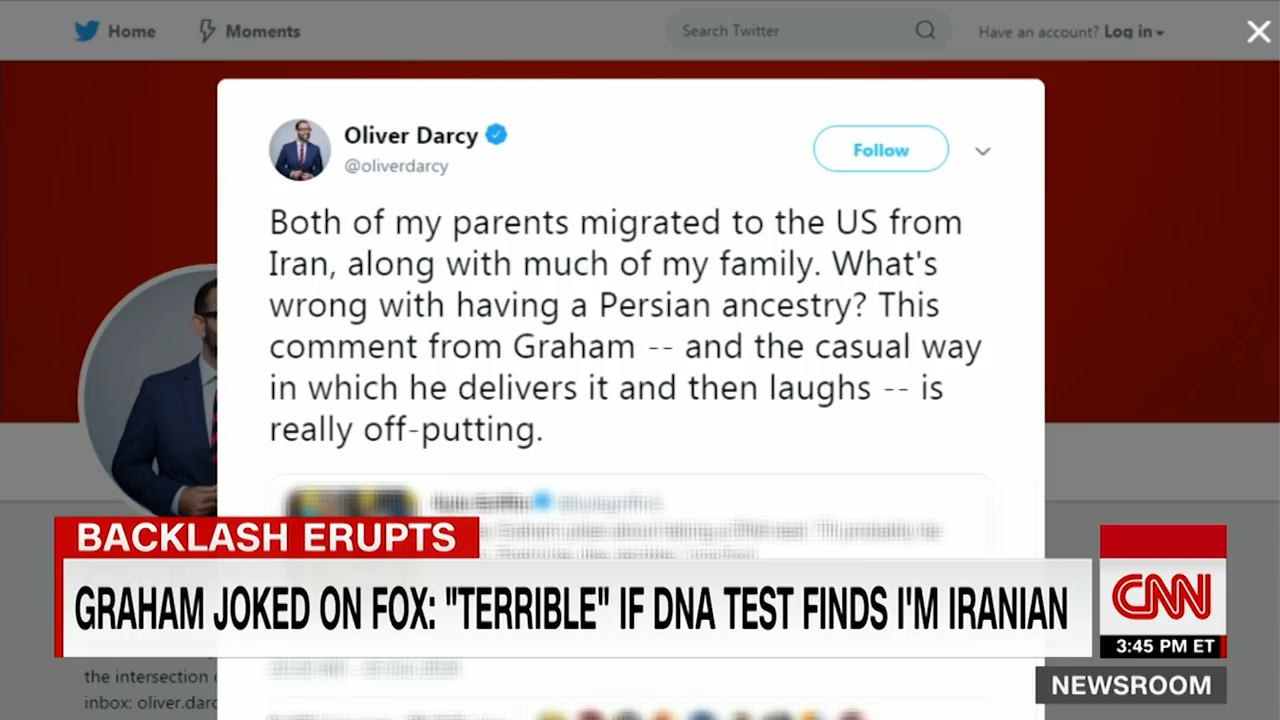 Home
Moments
Search Twitter
Have an account? Log in
Oliver Darcy
@oliverdarcy
Follow
Both of my parents migrated to the US from
Iran, along with much of my family. What's
wrong with having a Persian ancestry? This
comment from Graham -- and the casual way
in which he delivers it and then laughs -- is
really off-putting.
BACKLASH ERUPTS
GRAHAM JOKED ON FOX: "TERRIBLE" IF DNA TEST FINDS I'M IRANIAN
CNN
3:45 PM ET
NEWSROOM
the intersection
inbox: oliver.darc